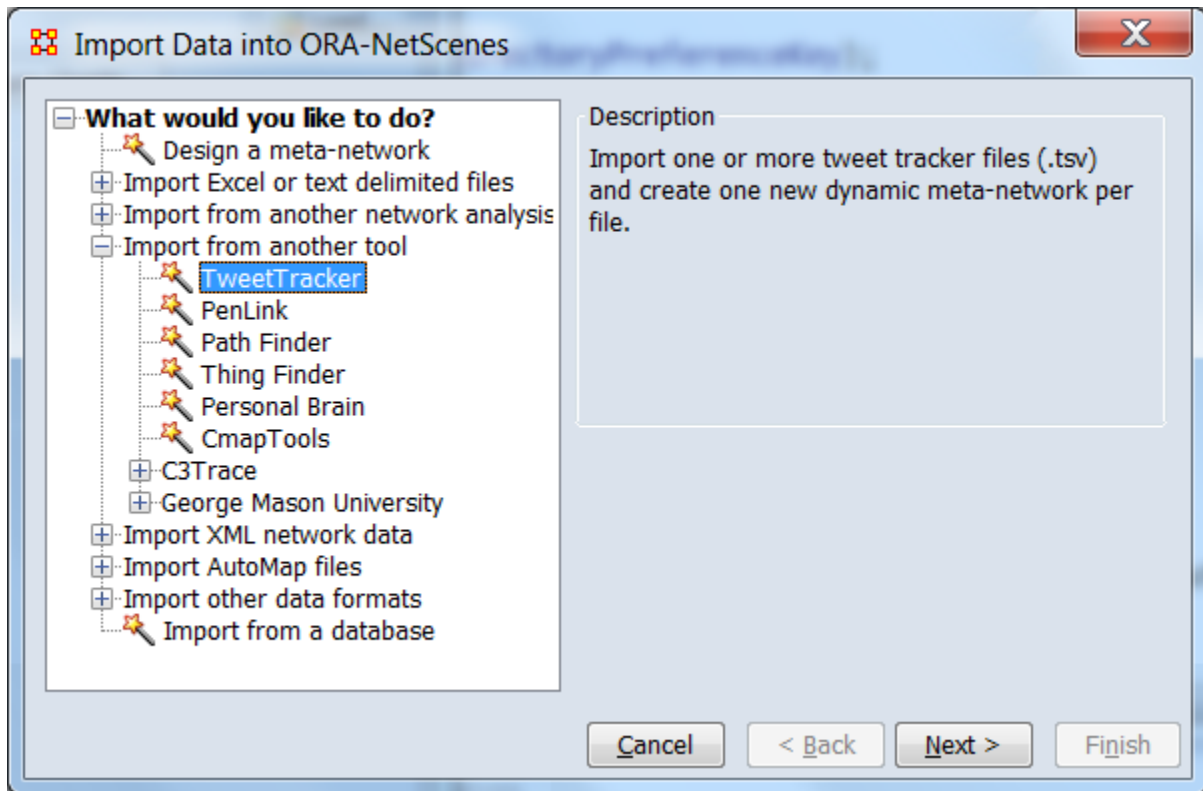 Import Data into ORA-NetScenes
What would you like to do?
Design a meta-network
Import Excel or text delimited files
Import from another network analysis
Import from another tool
TweetTracker
PenLink
Path Finder
Thing Finder
Personal Brain
CmapTools
C3Trace
George Mason University
Import XML network data
Import AutoMap files
Import other data formats
Import from a database
Description
Import one or more tweet tracker files (.tsv)
and create one new dynamic meta-network per
file.
Cancel
< Back
Next >
Finish